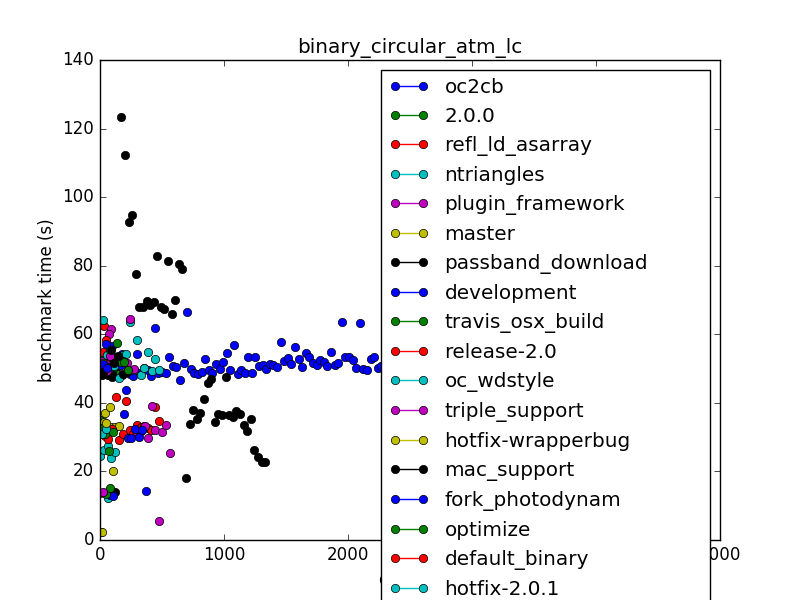 binary_circular_atm_lc
benchmark time (s)
140
120
100
80
60
40
20
0
0
1000
2000
000
oc2cb
2.0.0
refl_ld_asarray
ntriangles
plugin_framework
master
passband_download
development
travis_osx_build
release-2.0
oc_wdstyle
triple_support
hotfix-wrapperbug
mac_support
fork_photodynam
optimize
default_binary
hotfix-2.0.1